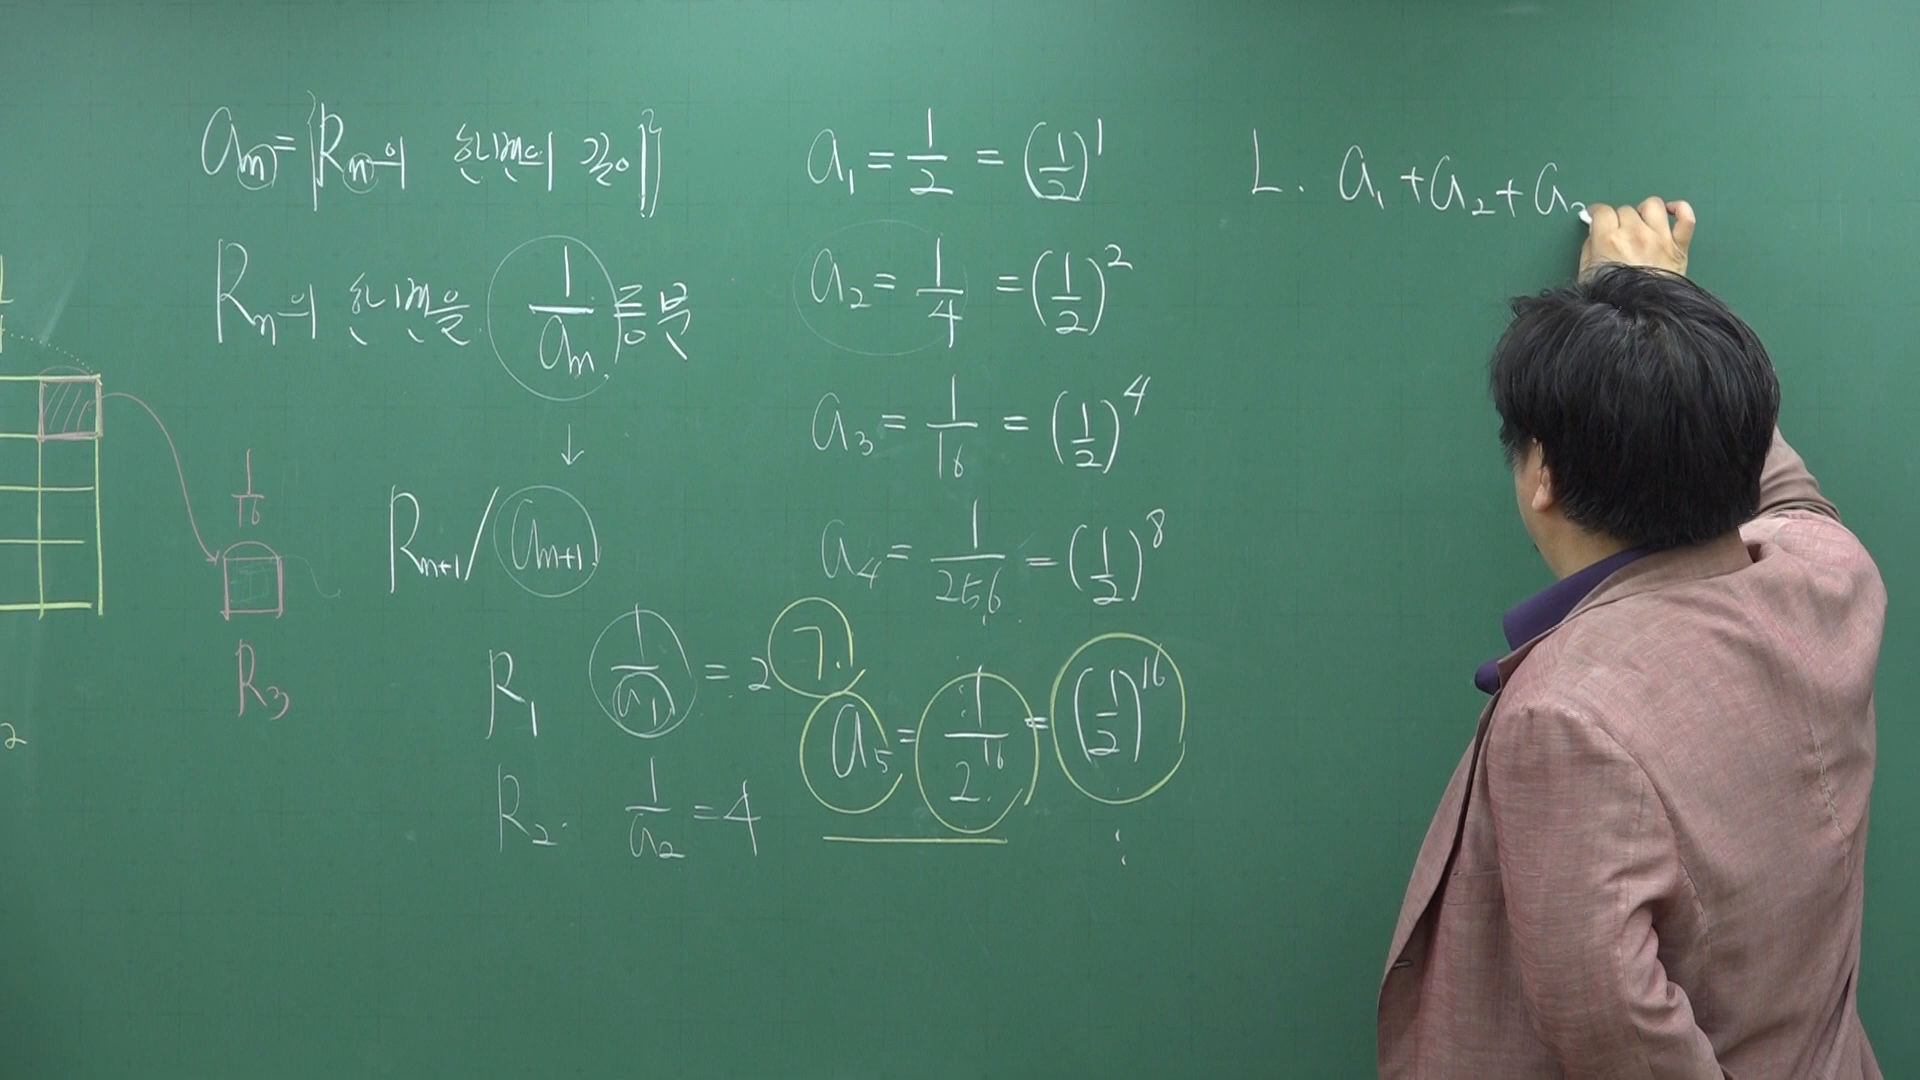 aₙ = {Rₙ의 한변의 길이}
Rₙ의 한변을 1/aₙ 등분
↓
Rₙ₊₁ / aₙ₊₁
R₁ 1/a₁ = 2
R₂ 1/a₂ = 4
1/16
R₃
2
a₁ = 1/2 = (1/2)¹
a₂ = 1/4 = (1/2)²
a₃ = 1/16 = (1/2)⁴
a₄ = 1/256 = (1/2)⁸
ㄱ.
a₅ = 1/2¹⁶ = (1/2)¹⁶
⋮
ㄴ. a₁ + a₂ + a₃